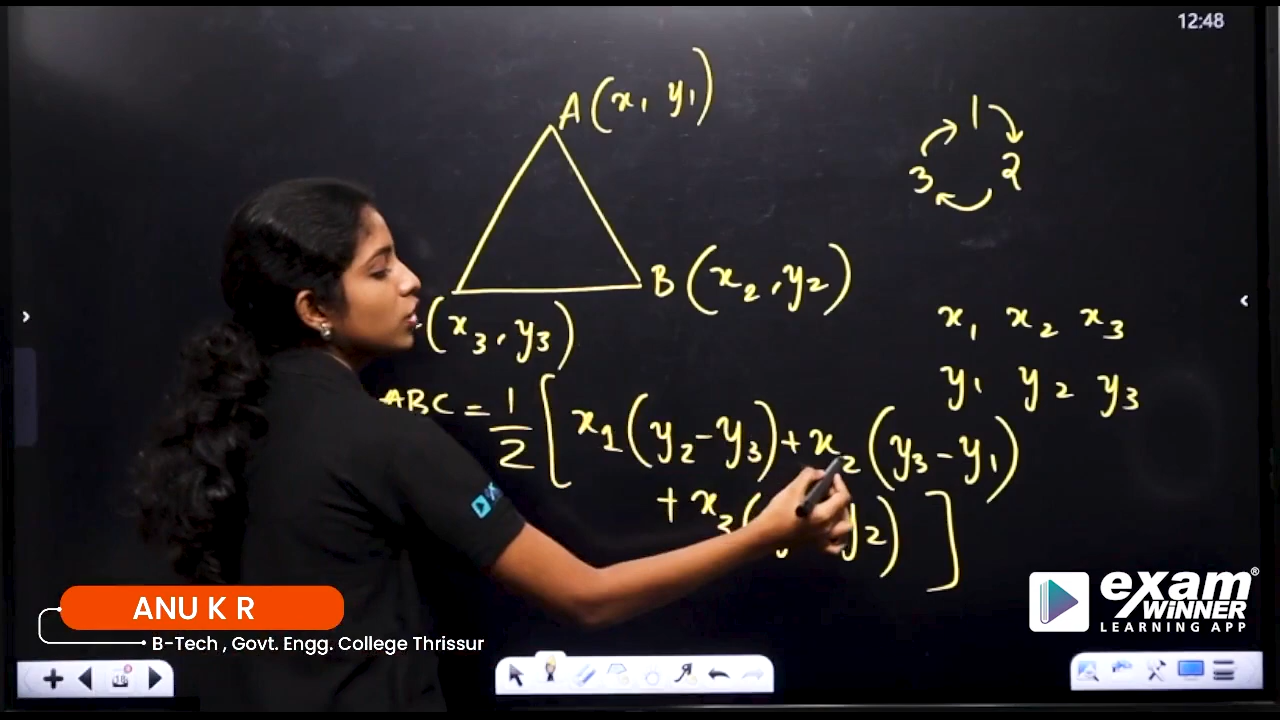 12:48
A (x1 y1)
1
3 2
B (x2, y2)
(x3, y3)
x1 x2 x3
y1 y2 y3
ABC = 1/2 [ x1 (y2 - y3) + x2 (y3 - y1)
+ x3 ( y2) ]
ANU K R
B-Tech , Govt. Engg. College Thrissur
exam
WiNNER
LEARNING APP
18